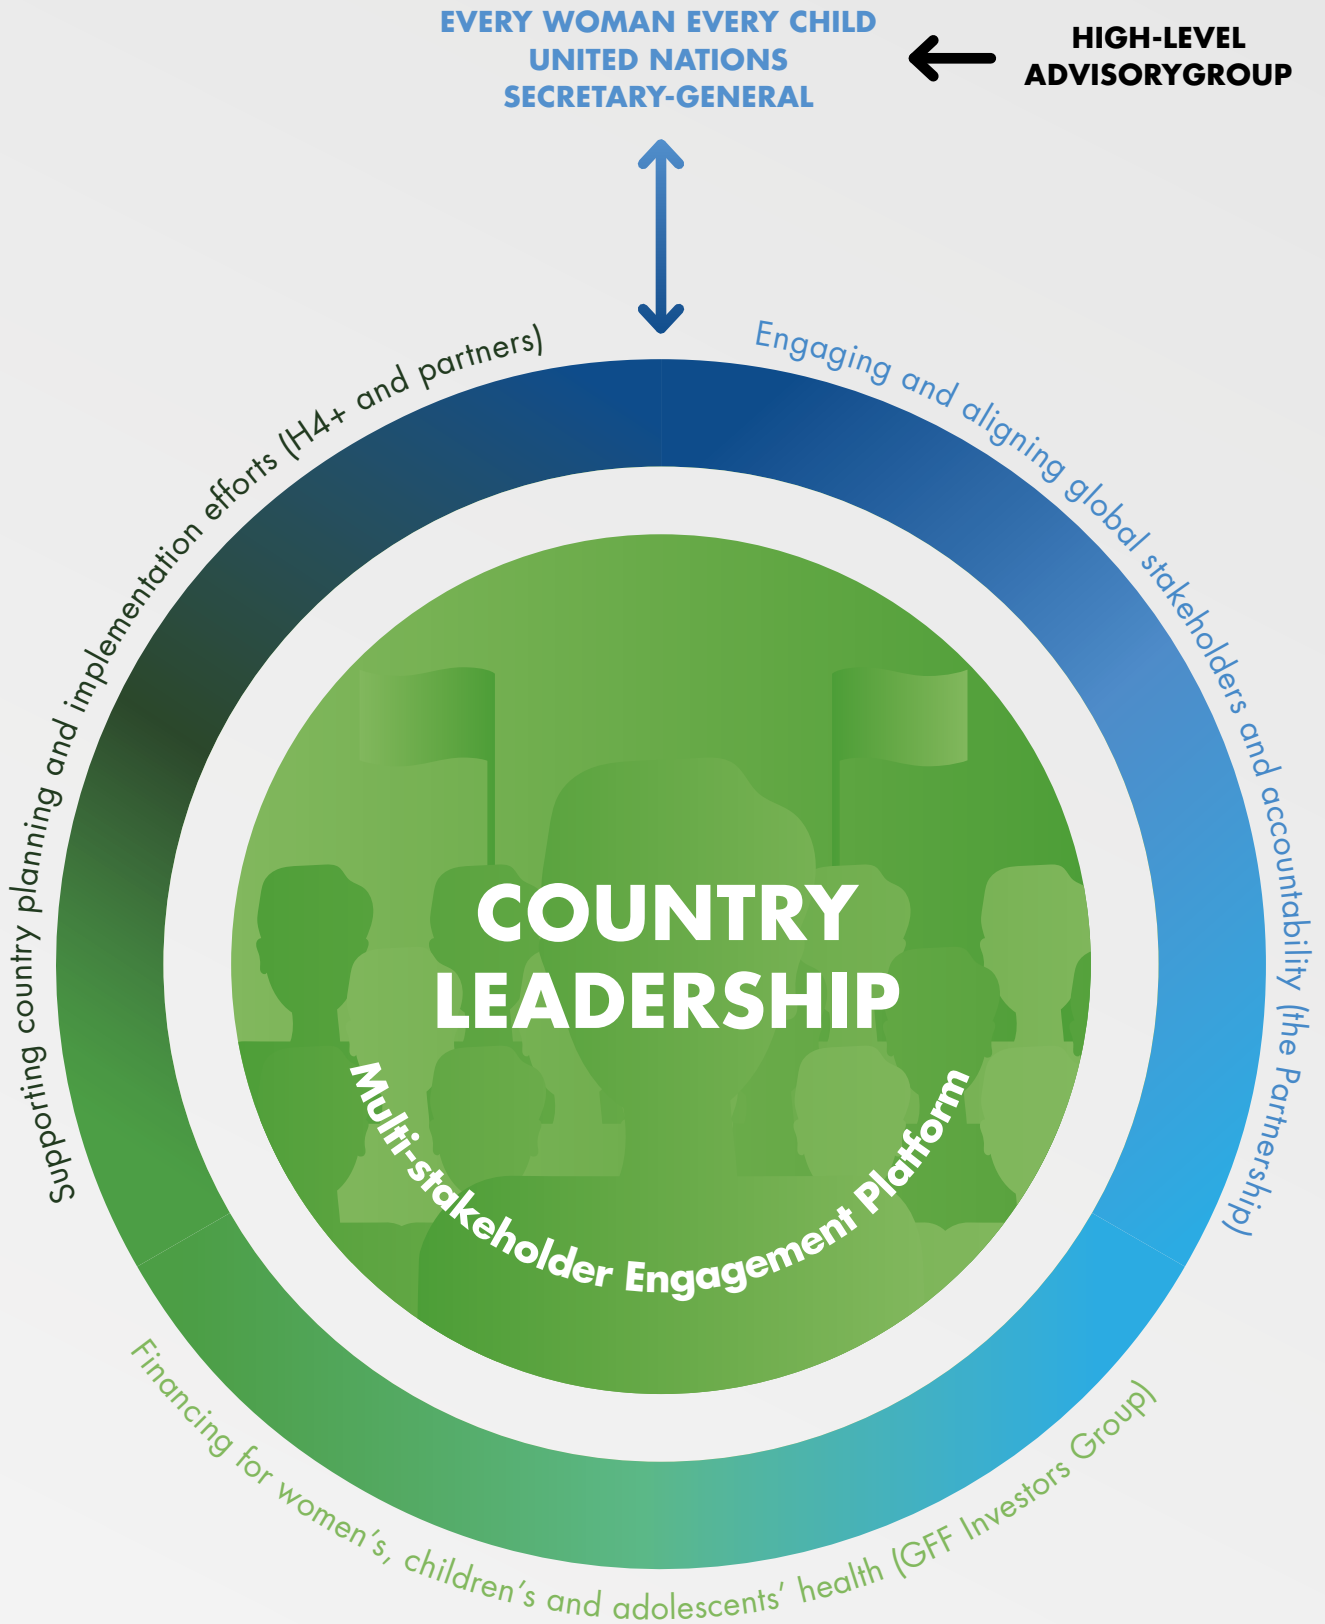 EVERY WOMAN EVERY CHILD
UNITED NATIONS
SECRETARY-GENERAL
HIGH-LEVEL
ADVISORYGROUP
Supporting country planning and implementation efforts (H4+ and partners)
Engaging and aligning global stakeholders and accountability (the Partnership)
COUNTRY
LEADERSHIP
Multi-stakeholder Engagement Platform
Financing for women's, children's and adolescents' health (GFF Investors Group)